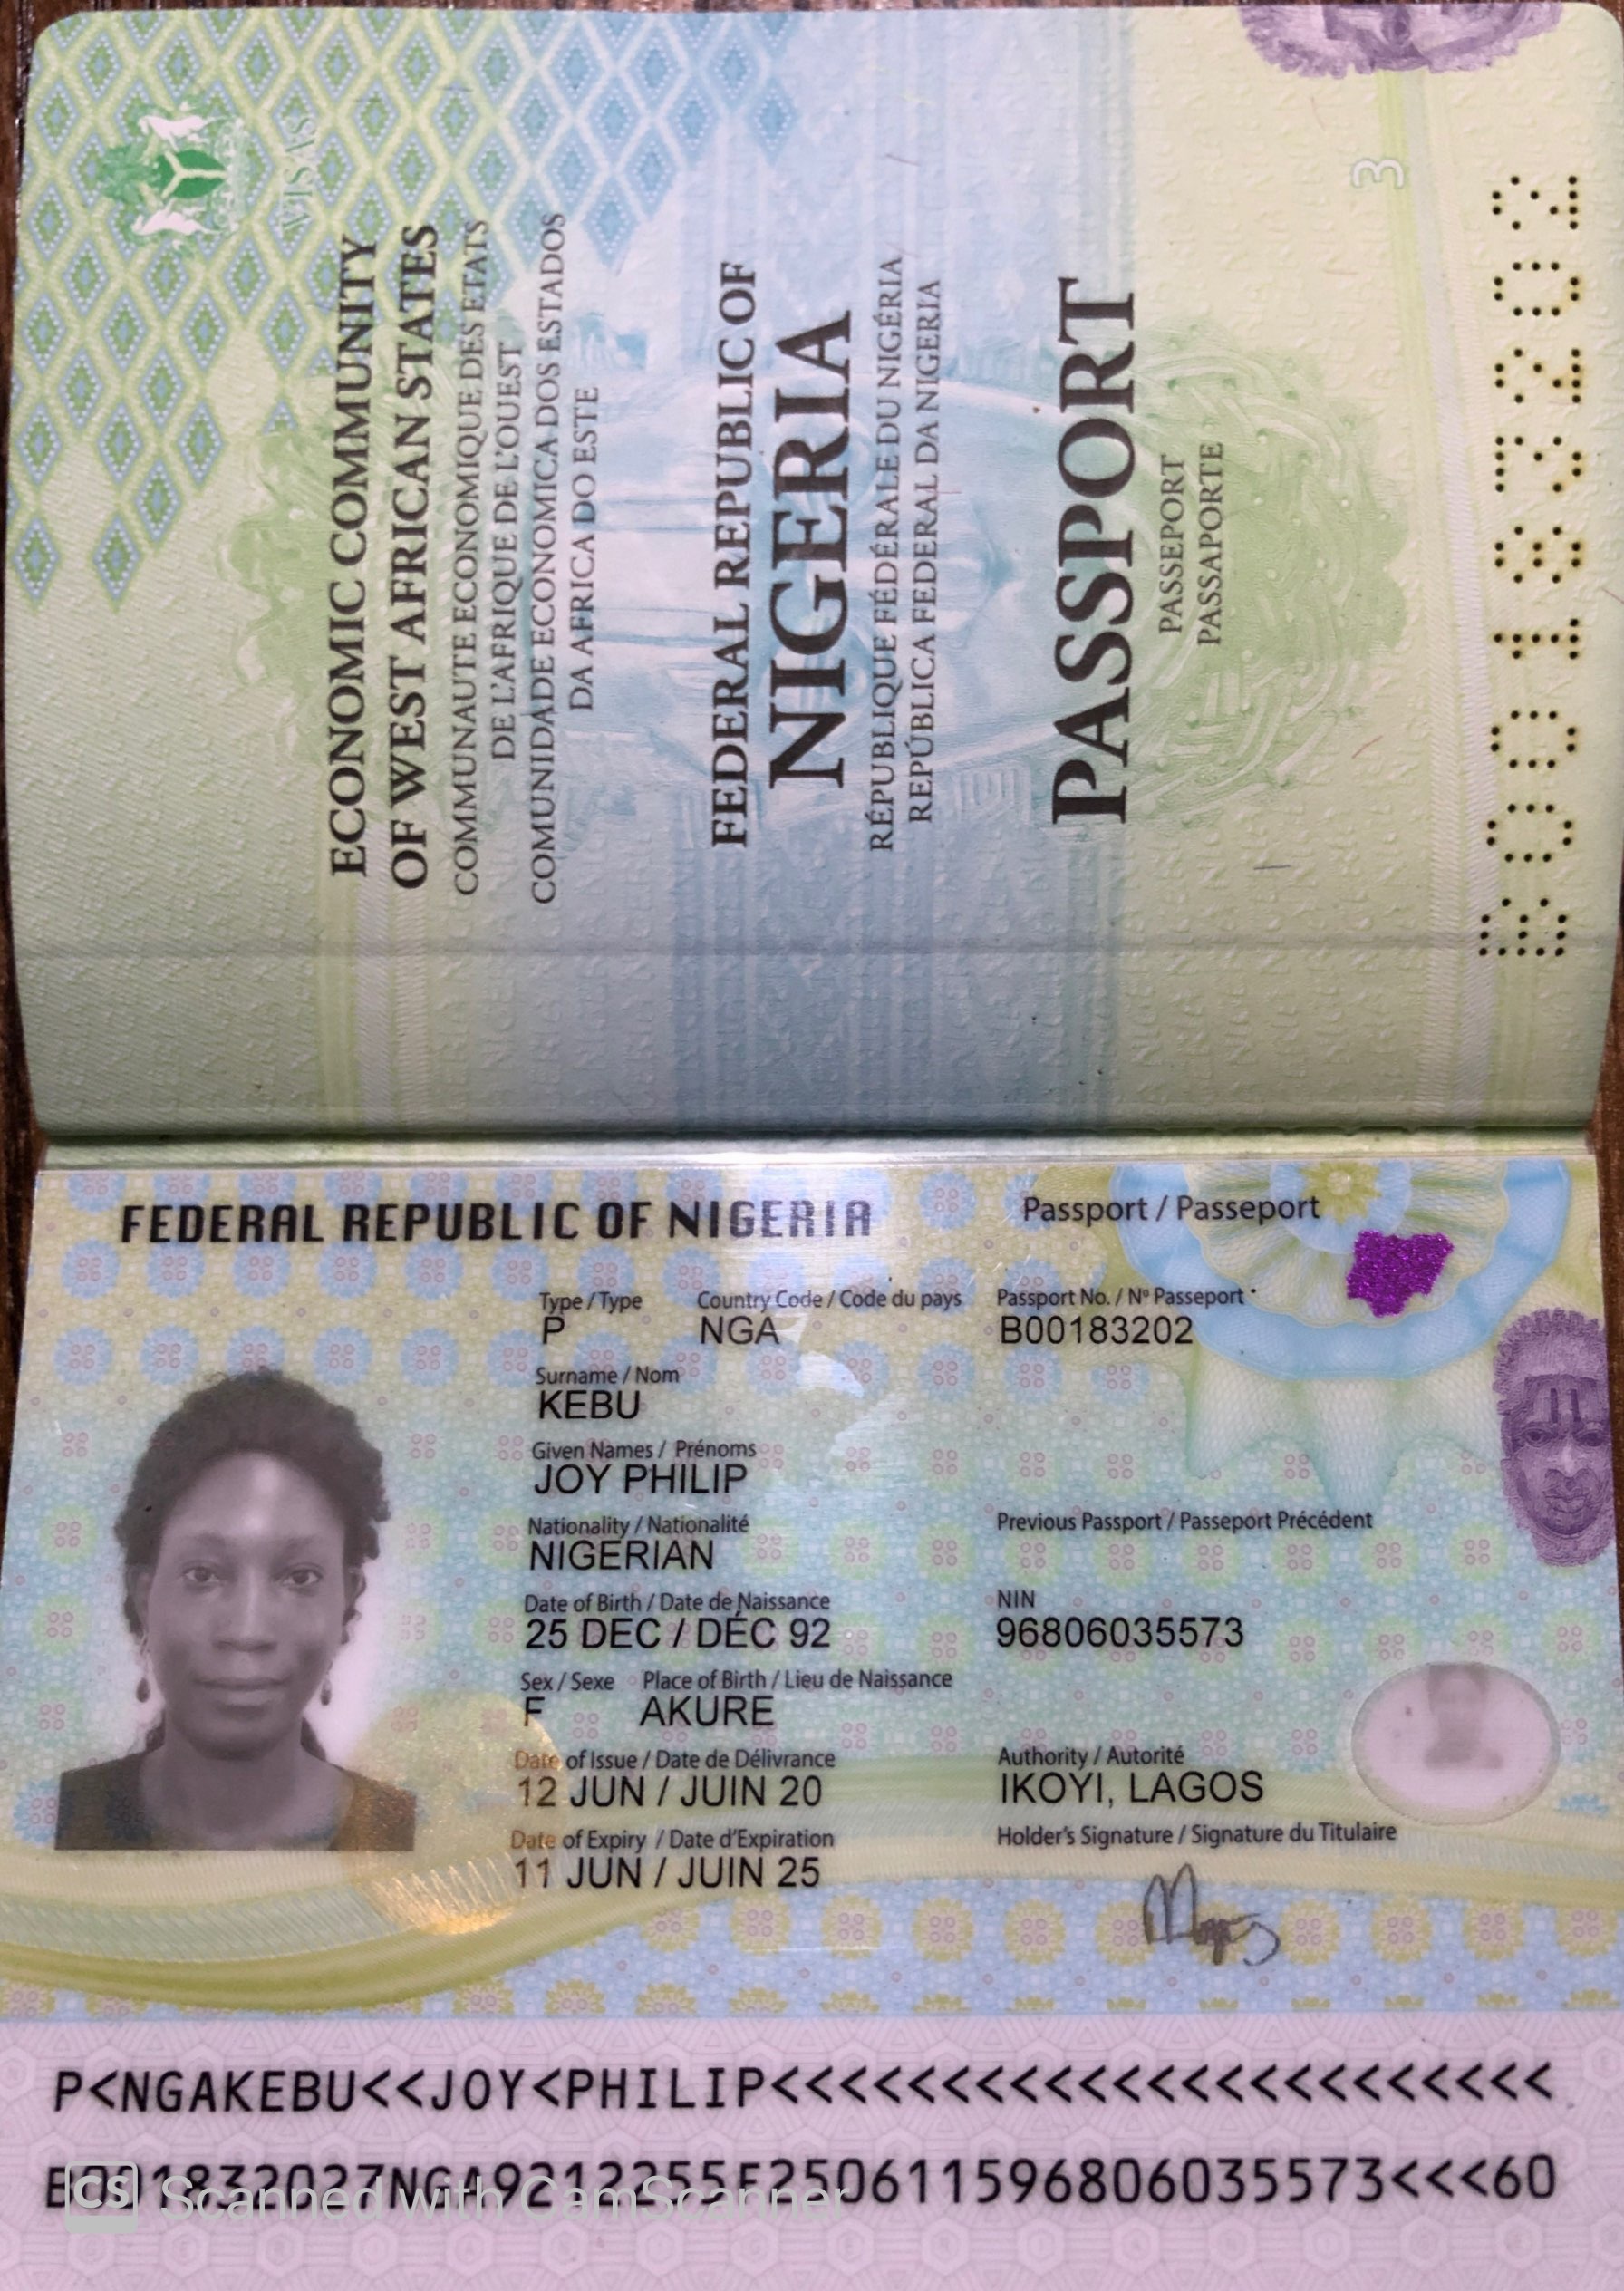 VISAS
ECONOMIC COMMUNITY
OF WEST AFRICAN STATES
COMMUNAUTE ECONOMIQUE DES ETATS
DE L'AFRIQUE DE L'OUEST
COMUNIDADE ECONOMICA DOS ESTADOS
DA AFRICA DO ESTE
FEDERAL REPUBLIC OF
NIGERIA
RÉPUBLIQUE FÉDÉRALE DU NIGÉRIA
REPÚBLICA FEDERAL DA NIGERIA
PASSPORT
PASSEPORT
PASSAPORTE
3
B00183202
FEDERAL REPUBLIC OF NIGERIA
Passport / Passeport
Type / Type Country Code / Code du pays Passport No. / Nº Passeport
P NGA B00183202
Surname / Nom
KEBU
Given Names / Prénoms
JOY PHILIP
Nationality / Nationalité Previous Passport / Passeport Précédent
NIGERIAN
Date of Birth / Date de Naissance NIN
25 DEC / DÉC 92 96806035573
Sex / Sexe Place of Birth / Lieu de Naissance
F AKURE
Date of Issue / Date de Délivrance Authority / Autorité
12 JUN / JUIN 20 IKOYI, LAGOS
Date of Expiry / Date d'Expiration Holder's Signature / Signature du Titulaire
11 JUN / JUIN 25
P<NGAKEBU<<JOY<PHILIP<<<<<<<<<<<<<<<<<<<<<<<
B001832027NGA9212255F250611596806035573<<<60
CS Scanned with CamScanner